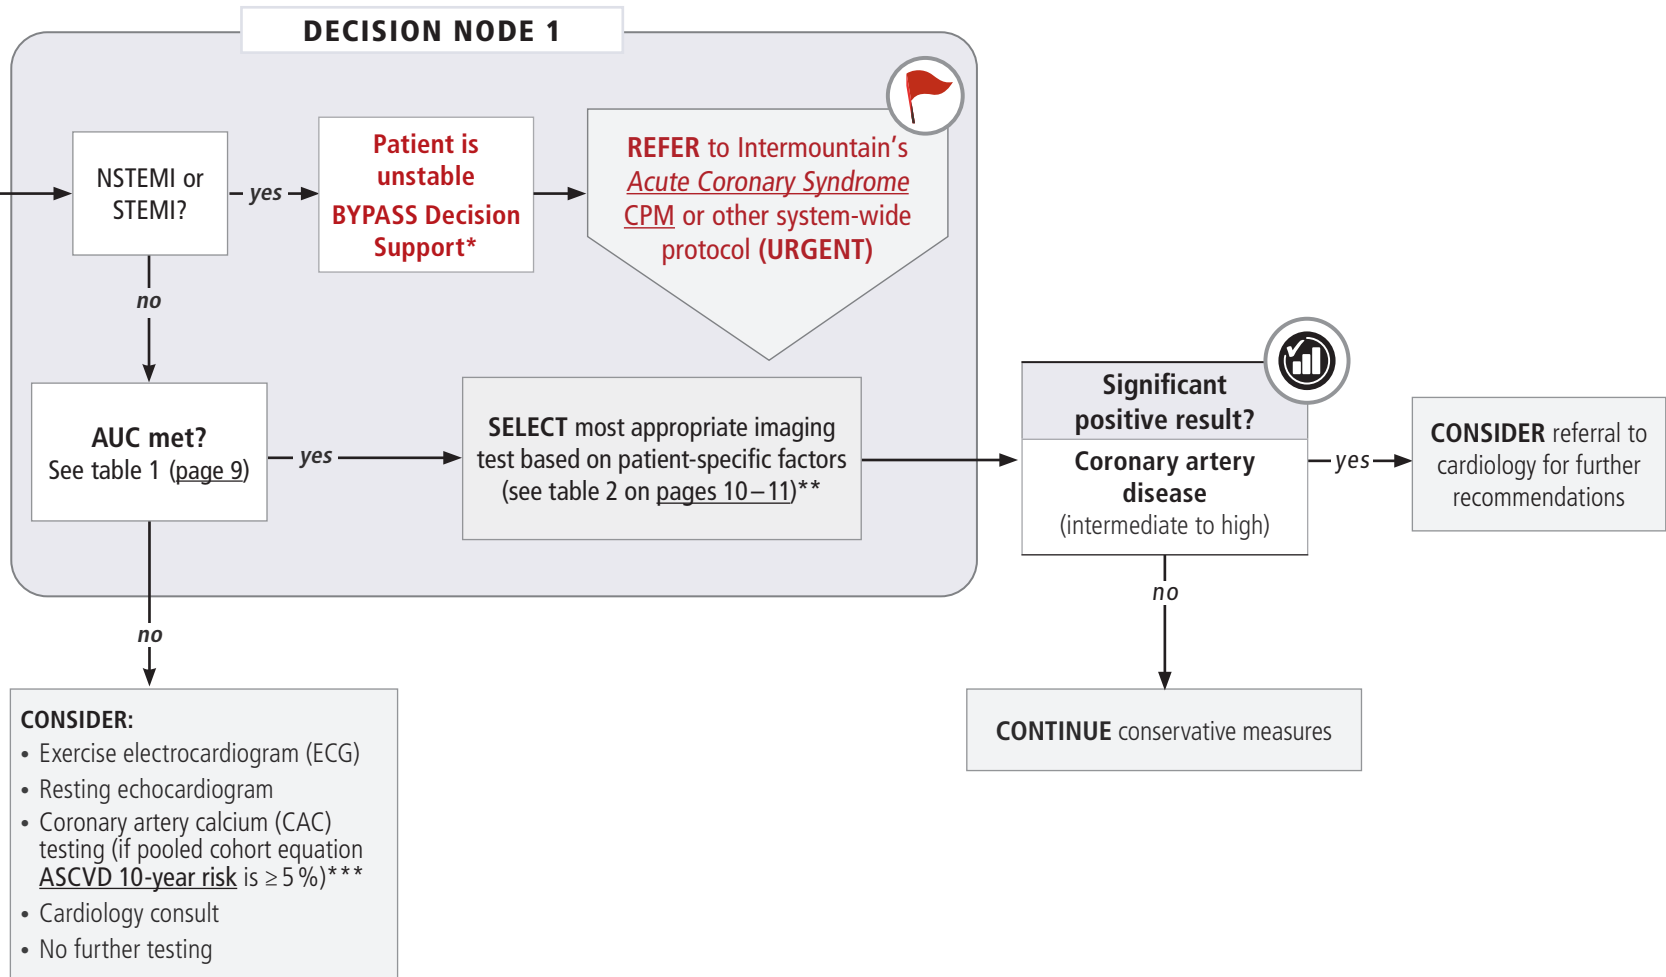 DECISION NODE 1
NSTEMI or
STEMI?
yes
Patient is
unstable
BYPASS Decision
Support*
REFER to Intermountain's
Acute Coronary Syndrome
CPM or other system-wide
protocol (URGENT)
no
AUC met?
See table 1 (page 9)
yes
SELECT most appropriate imaging
test based on patient-specific factors
(see table 2 on pages 10–11)**
Significant
positive result?
Coronary artery
disease
(intermediate to high)
yes
CONSIDER referral to
cardiology for further
recommendations
no
CONTINUE conservative measures
no
CONSIDER:
• Exercise electrocardiogram (ECG)
• Resting echocardiogram
• Coronary artery calcium (CAC)
testing (if pooled cohort equation
ASCVD 10-year risk is ≥ 5 %)***
• Cardiology consult
• No further testing